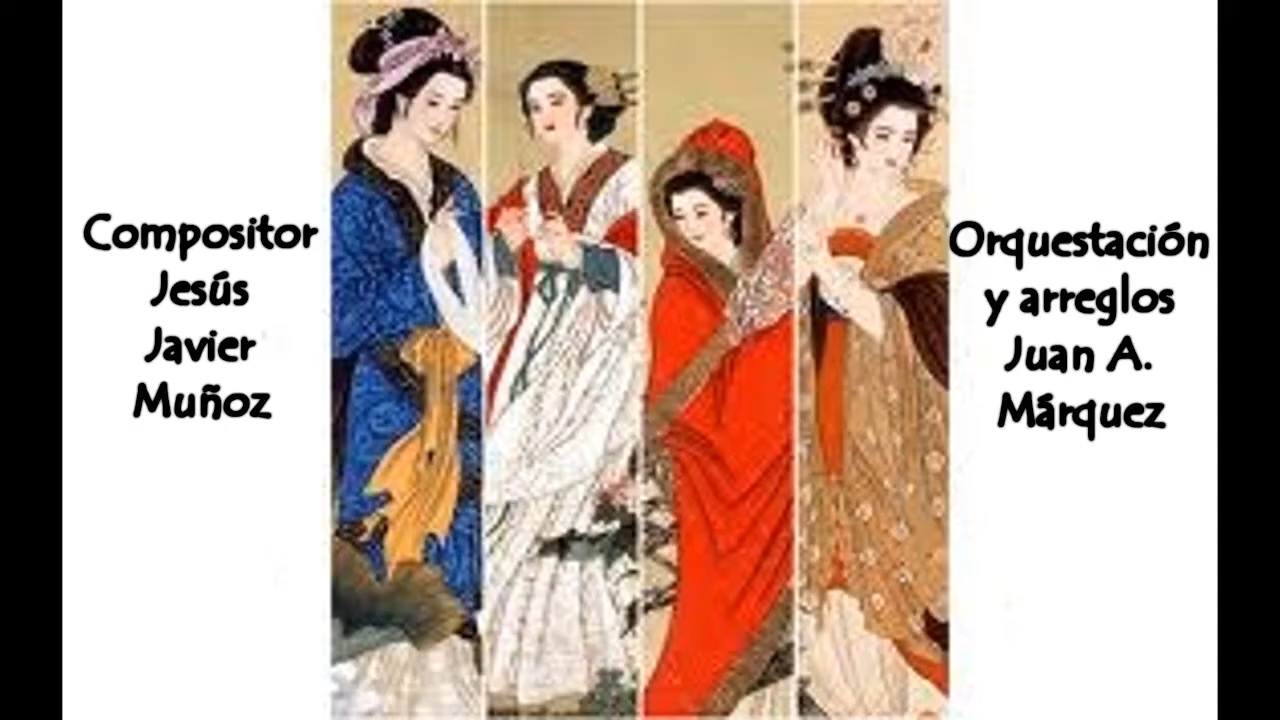 Compositor
Jesús
Javier
Muñoz
Orquestación
y arreglos
Juan A.
Márquez